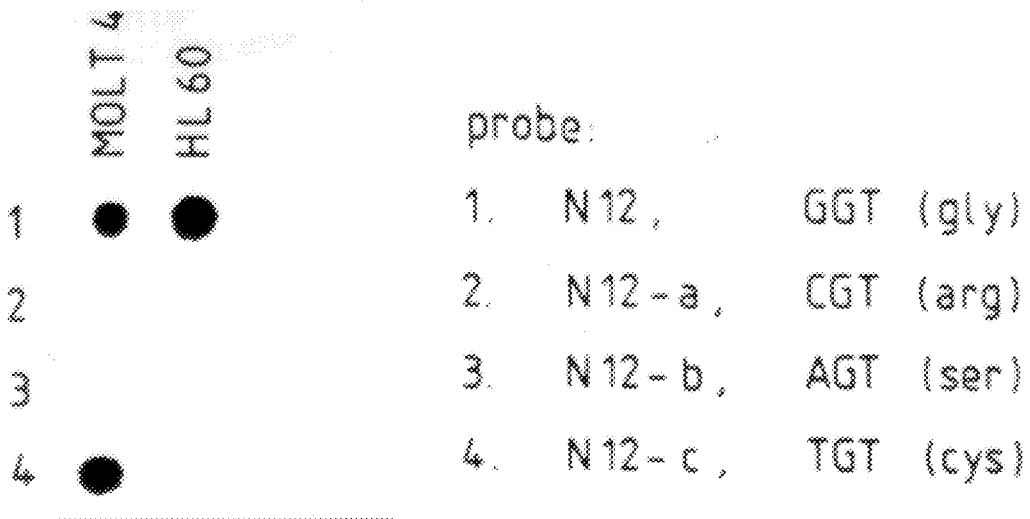 MOLT 4
HL 60
1
2
3
4
probe:
1. N12, GGT (gly)
2. N12-a, CGT (arg)
3. N12-b, AGT (ser)
4. N12-c, TGT (cys)